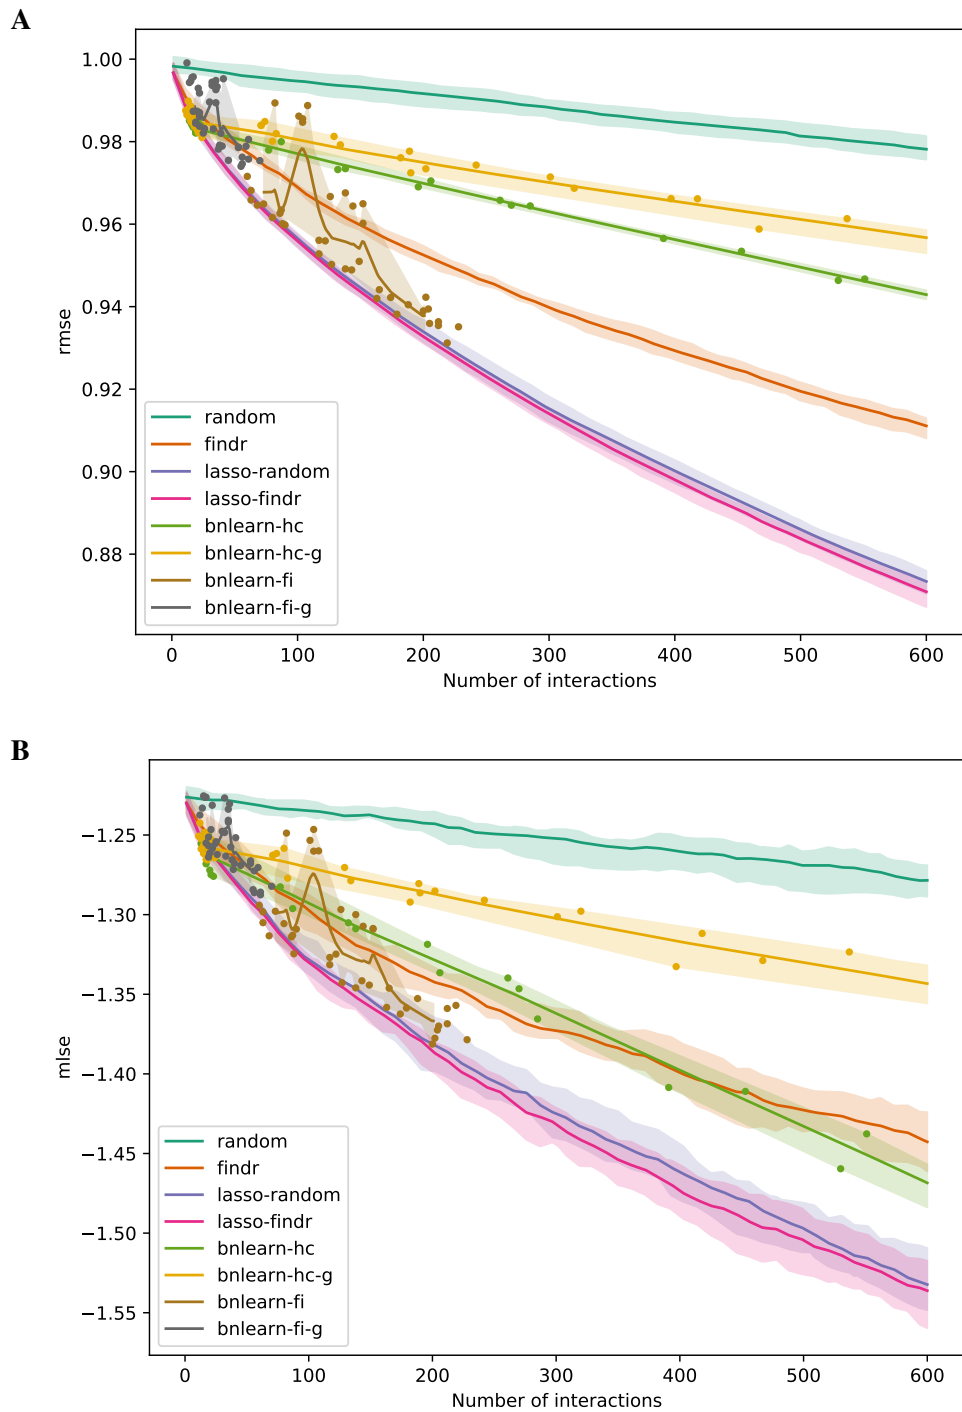 A
1.00
0.98
0.96
0.94
0.92
0.90
0.88
rmse
random
findr
lasso-random
lasso-findr
bnlearn-hc
bnlearn-hc-g
bnlearn-fi
bnlearn-fi-g
0 100 200 300 400 500 600
Number of interactions
B
−1.25
−1.30
−1.35
−1.40
−1.45
−1.50
−1.55
mlse
random
findr
lasso-random
lasso-findr
bnlearn-hc
bnlearn-hc-g
bnlearn-fi
bnlearn-fi-g
0 100 200 300 400 500 600
Number of interactions